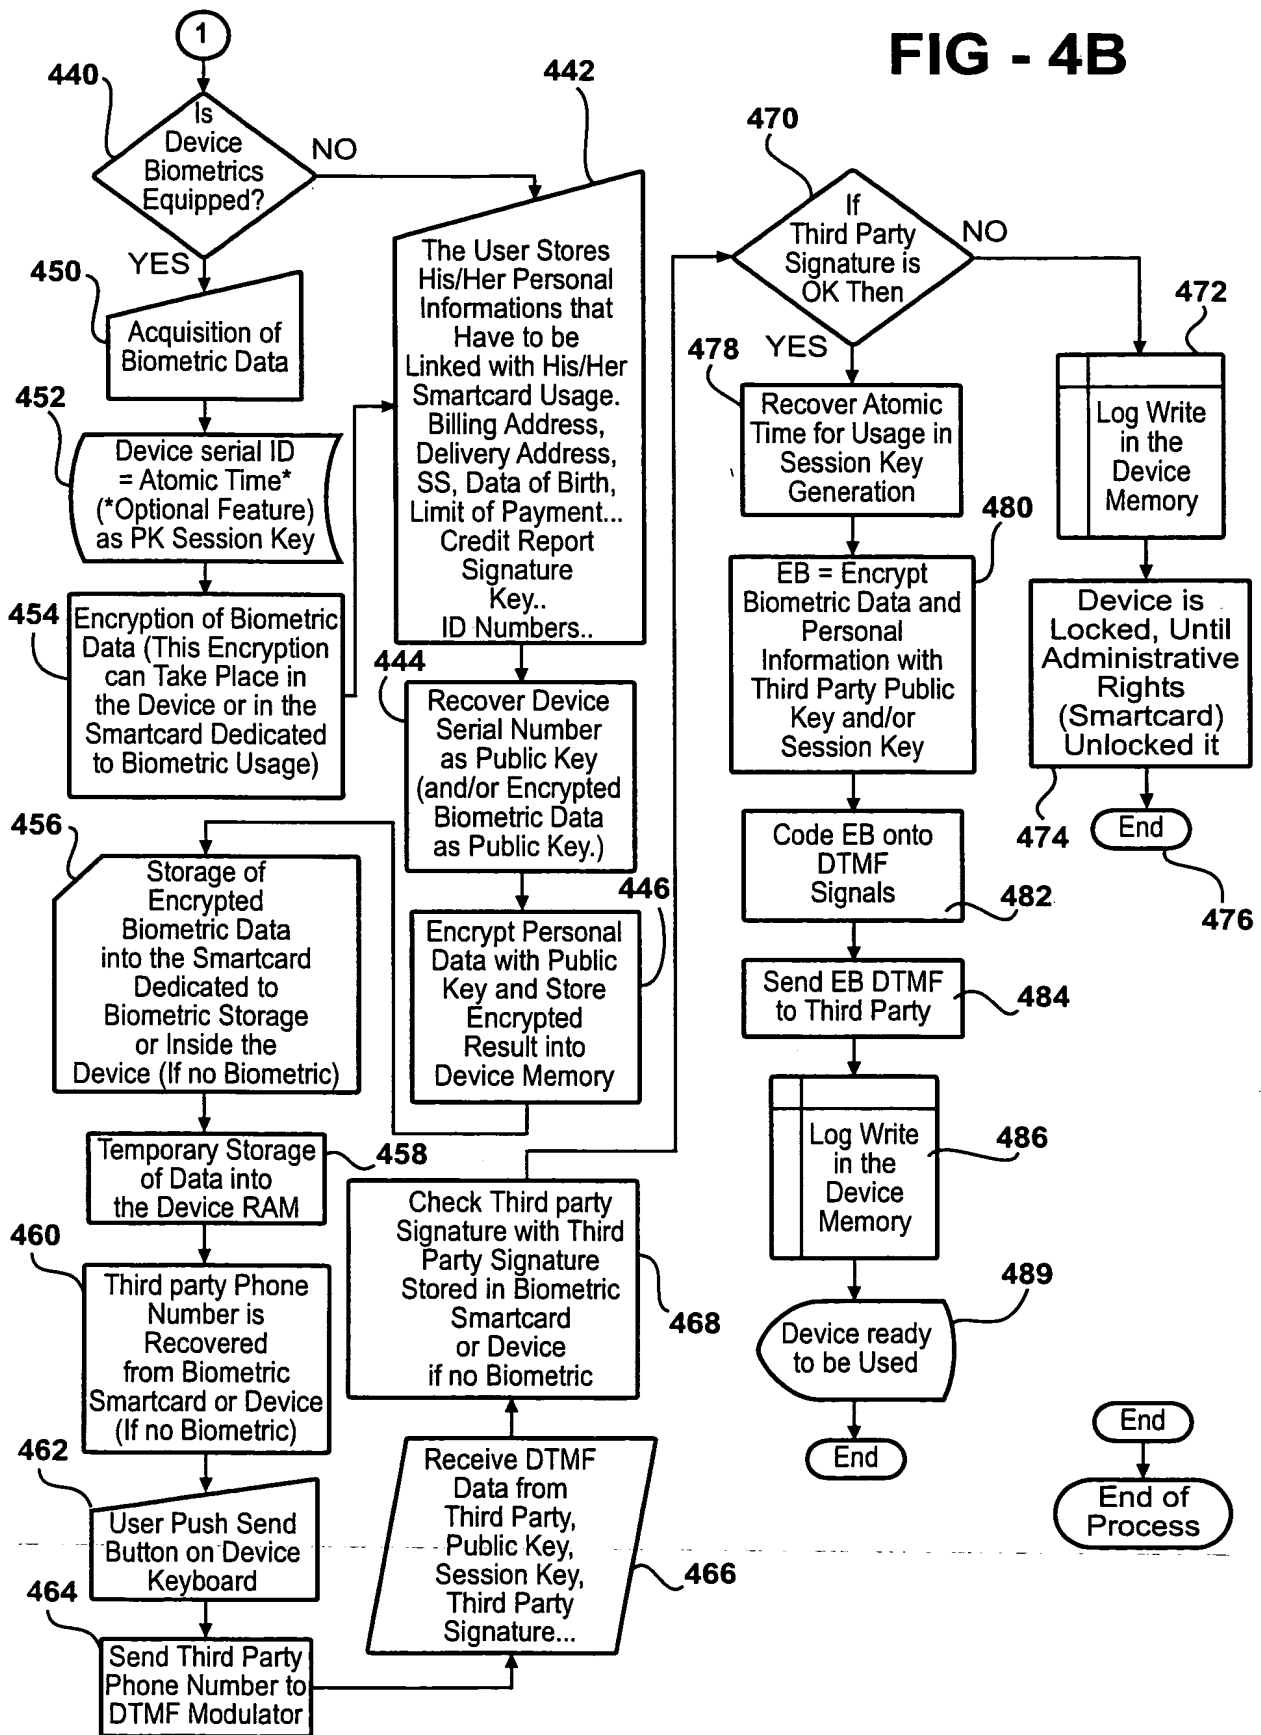 FIG - 4B
1
440
Is
Device
Biometrics
Equipped?
NO
YES
450
Acquisition of
Biometric Data
452
Device serial ID
= Atomic Time*
(*Optional Feature)
as PK Session Key
454
Encryption of Biometric
Data (This Encryption
can Take Place in
the Device or in the
Smartcard Dedicated
to Biometric Usage)
442
The User Stores
His/Her Personal
Informations that
Have to be
Linked with His/Her
Smartcard Usage.
Billing Address,
Delivery Address,
SS, Data of Birth,
Limit of Payment...
Credit Report
Signature
Key..
ID Numbers..
444
Recover Device
Serial Number
as Public Key
(and/or Encrypted
Biometric Data
as Public Key.)
446
Encrypt Personal
Data with Public
Key and Store
Encrypted
Result into
Device Memory
456
Storage of
Encrypted
Biometric Data
into the Smartcard
Dedicated to
Biometric Storage
or Inside the
Device (If no Biometric)
458
Temporary Storage
of Data into
the Device RAM
460
Third party Phone
Number is
Recovered
from Biometric
Smartcard or Device
(If no Biometric)
462
User Push Send
Button on Device
Keyboard
464
Send Third Party
Phone Number to
DTMF Modulator
466
Receive DTMF
Data from
Third Party,
Public Key,
Session Key,
Third Party
Signature...
468
Check Third party
Signature with Third
Party Signature
Stored in Biometric
Smartcard
or Device
if no Biometric
470
If
Third Party
Signature is
OK Then
NO
YES
472
Log Write
in the
Device
Memory
474
Device is
Locked, Until
Administrative
Rights
(Smartcard)
Unlocked it
476
End
478
Recover Atomic
Time for Usage in
Session Key
Generation
480
EB = Encrypt
Biometric Data and
Personal
Information with
Third Party Public
Key and/or
Session Key
482
Code EB onto
DTMF
Signals
484
Send EB DTMF
to Third Party
486
Log Write
in the
Device
Memory
489
Device ready
to be Used
End
End
End of
Process